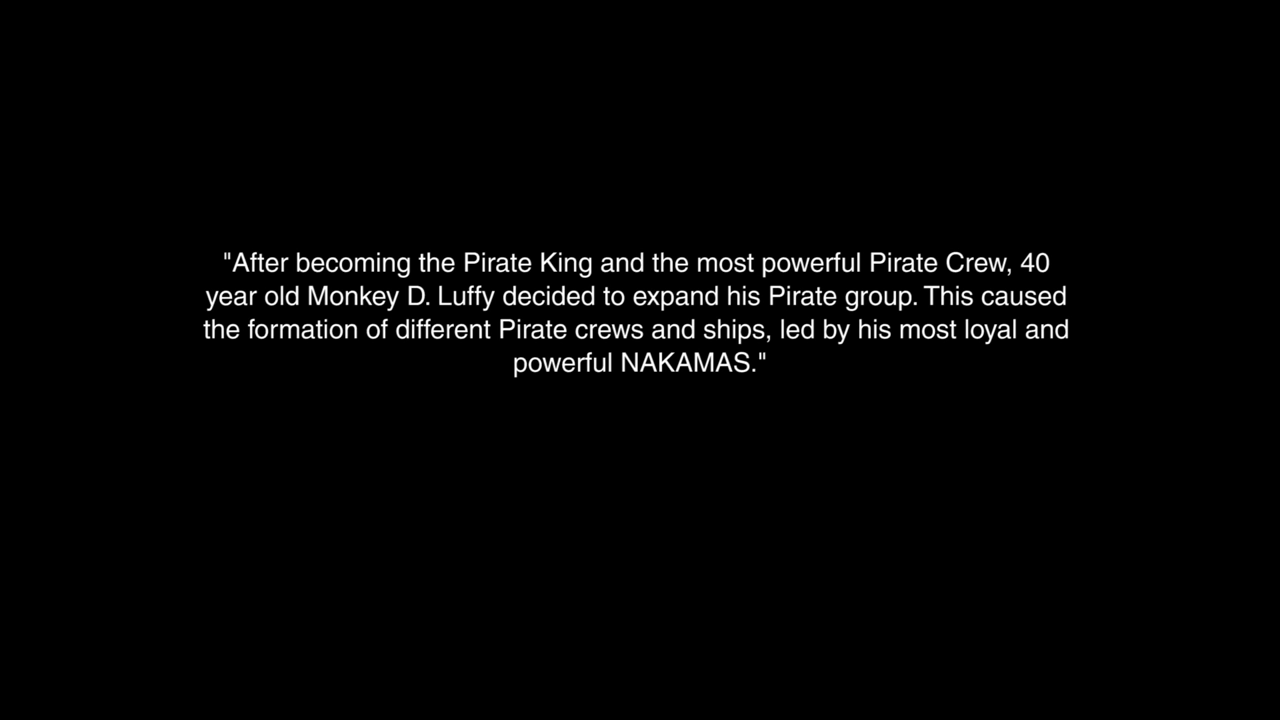 "After becoming the Pirate King and the most powerful Pirate Crew, 40
year old Monkey D. Luffy decided to expand his Pirate group. This caused
the formation of different Pirate crews and ships, led by his most loyal and
powerful NAKAMAS."